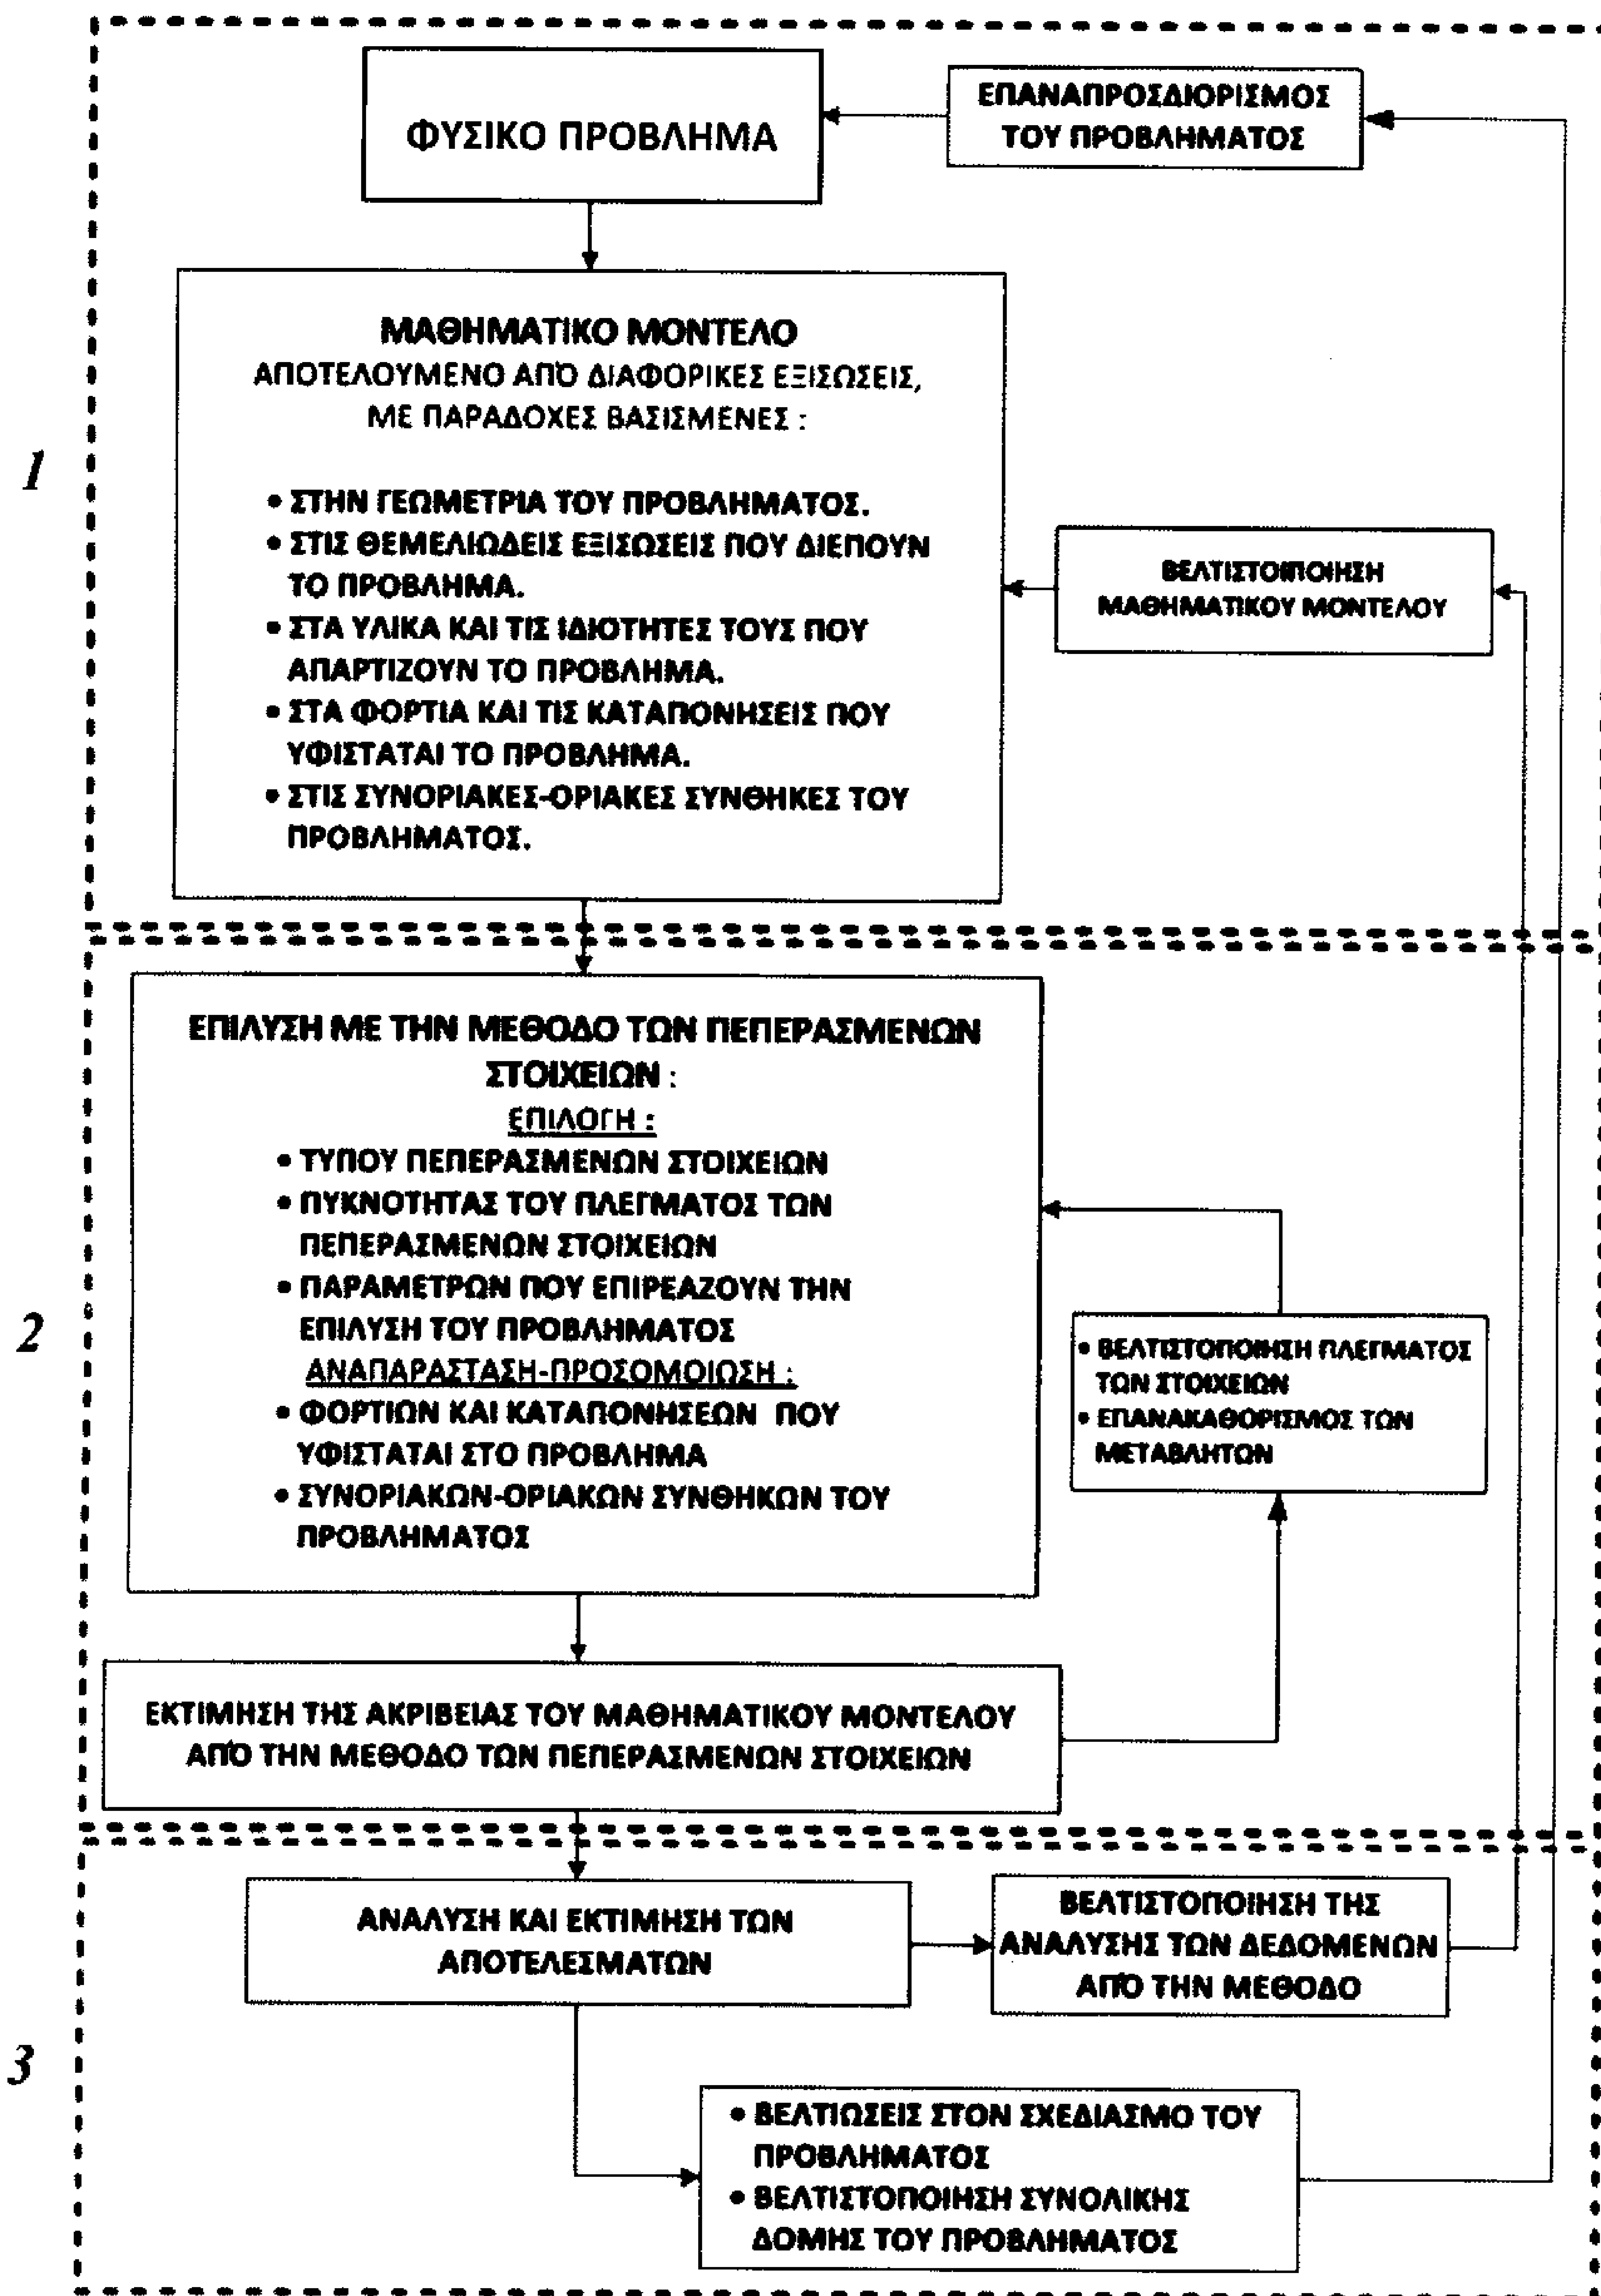 ΦΥΣΙΚΟ ΠΡΟΒΛΗΜΑ
ΕΠΑΝΑΠΡΟΣΔΙΟΡΙΣΜΟΣ
ΤΟΥ ΠΡΟΒΛΗΜΑΤΟΣ
1
ΜΑΘΗΜΑΤΙΚΟ ΜΟΝΤΕΛΟ
ΑΠΟΤΕΛΟΥΜΕΝΟ ΑΠΌ ΔΙΑΦΟΡΙΚΕΣ ΕΞΙΣΩΣΕΙΣ,
ΜΕ ΠΑΡΑΔΟΧΕΣ ΒΑΣΙΣΜΕΝΕΣ :
• ΣΤΗΝ ΓΕΩΜΕΤΡΙΑ ΤΟΥ ΠΡΟΒΛΗΜΑΤΟΣ.
• ΣΤΙΣ ΘΕΜΕΛΙΩΔΕΙΣ ΕΞΙΣΩΣΕΙΣ ΠΟΥ ΔΙΕΠΟΥΝ
ΤΟ ΠΡΟΒΛΗΜΑ.
• ΣΤΑ ΥΛΙΚΑ ΚΑΙ ΤΙΣ ΙΔΙΟΤΗΤΕΣ ΤΟΥΣ ΠΟΥ
ΑΠΑΡΤΙΖΟΥΝ ΤΟ ΠΡΟΒΛΗΜΑ.
• ΣΤΑ ΦΟΡΤΙΑ ΚΑΙ ΤΙΣ ΚΑΤΑΠΟΝΗΣΕΙΣ ΠΟΥ
ΥΦΙΣΤΑΤΑΙ ΤΟ ΠΡΟΒΛΗΜΑ.
• ΣΤΙΣ ΣΥΝΟΡΙΑΚΕΣ-ΟΡΙΑΚΕΣ ΣΥΝΘΗΚΕΣ ΤΟΥ
ΠΡΟΒΛΗΜΑΤΟΣ.
ΒΕΛΤΙΣΤΟΠΟΙΗΣΗ
ΜΑΘΗΜΑΤΙΚΟΥ ΜΟΝΤΕΛΟΥ
2
ΕΠΙΛΥΣΗ ΜΕ ΤΗΝ ΜΕΘΟΔΟ ΤΩΝ ΠΕΠΕΡΑΣΜΕΝΩΝ
ΣΤΟΙΧΕΙΩΝ :
ΕΠΙΛΟΓΗ :
• ΤΥΠΟΥ ΠΕΠΕΡΑΣΜΕΝΩΝ ΣΤΟΙΧΕΙΩΝ
• ΠΥΚΝΟΤΗΤΑΣ ΤΟΥ ΠΛΕΓΜΑΤΟΣ ΤΩΝ
ΠΕΠΕΡΑΣΜΕΝΩΝ ΣΤΟΙΧΕΙΩΝ
• ΠΑΡΑΜΕΤΡΩΝ ΠΟΥ ΕΠΙΡΕΑΖΟΥΝ ΤΗΝ
ΕΠΙΛΥΣΗ ΤΟΥ ΠΡΟΒΛΗΜΑΤΟΣ
ΑΝΑΠΑΡΑΣΤΑΣΗ-ΠΡΟΣΟΜΟΙΩΣΗ :
• ΦΟΡΤΙΩΝ ΚΑΙ ΚΑΤΑΠΟΝΗΣΕΩΝ ΠΟΥ
ΥΦΙΣΤΑΤΑΙ ΣΤΟ ΠΡΟΒΛΗΜΑ
• ΣΥΝΟΡΙΑΚΩΝ-ΟΡΙΑΚΩΝ ΣΥΝΘΗΚΩΝ ΤΟΥ
ΠΡΟΒΛΗΜΑΤΟΣ
• ΒΕΛΤΙΣΤΟΠΟΙΗΣΗ ΠΛΕΓΜΑΤΟΣ
ΤΩΝ ΣΤΟΙΧΕΙΩΝ
• ΕΠΑΝΑΚΑΘΟΡΙΣΜΟΣ ΤΩΝ
ΜΕΤΑΒΛΗΤΩΝ
ΕΚΤΙΜΗΣΗ ΤΗΣ ΑΚΡΙΒΕΙΑΣ ΤΟΥ ΜΑΘΗΜΑΤΙΚΟΥ ΜΟΝΤΕΛΟΥ
ΑΠΌ ΤΗΝ ΜΕΘΟΔΟ ΤΩΝ ΠΕΠΕΡΑΣΜΕΝΩΝ ΣΤΟΙΧΕΙΩΝ
3
ΑΝΑΛΥΣΗ ΚΑΙ ΕΚΤΙΜΗΣΗ ΤΩΝ
ΑΠΟΤΕΛΕΣΜΑΤΩΝ
ΒΕΛΤΙΣΤΟΠΟΙΗΣΗ ΤΗΣ
ΑΝΑΛΥΣΗΣ ΤΩΝ ΔΕΔΟΜΕΝΩΝ
ΑΠΌ ΤΗΝ ΜΕΘΟΔΟ
• ΒΕΛΤΙΩΣΕΙΣ ΣΤΟΝ ΣΧΕΔΙΑΣΜΟ ΤΟΥ
ΠΡΟΒΛΗΜΑΤΟΣ
• ΒΕΛΤΙΣΤΟΠΟΙΗΣΗ ΣΥΝΟΛΙΚΗΣ
ΔΟΜΗΣ ΤΟΥ ΠΡΟΒΛΗΜΑΤΟΣ